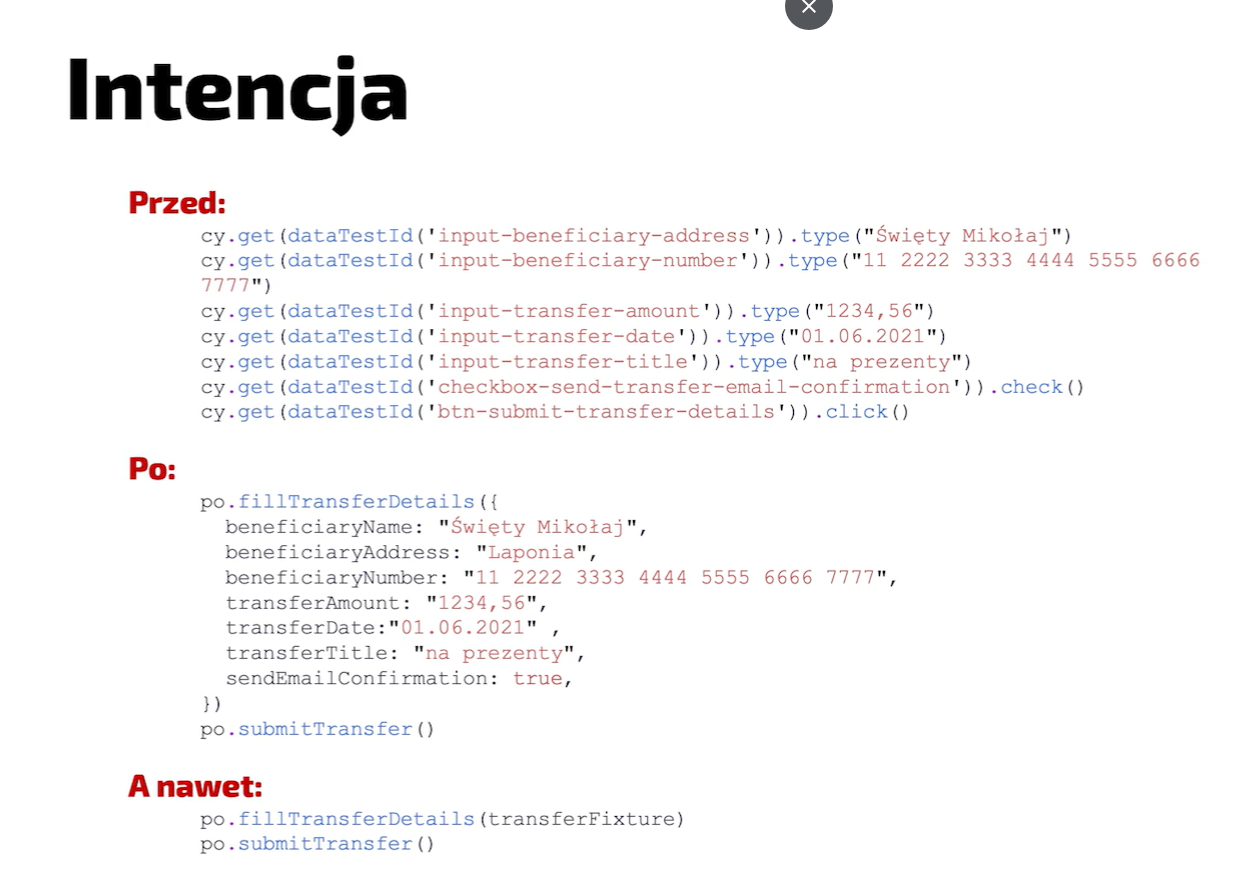 Intencja
Przed:
cy.get(dataTestId('input-beneficiary-address')).type("Święty Mikołaj")
cy.get(dataTestId('input-beneficiary-number')).type("11 2222 3333 4444 5555 6666
7777")
cy.get(dataTestId('input-transfer-amount')).type("1234,56")
cy.get(dataTestId('input-transfer-date')).type("01.06.2021")
cy.get(dataTestId('input-transfer-title')).type("na prezenty")
cy.get(dataTestId('checkbox-send-transfer-email-confirmation')).check()
cy.get(dataTestId('btn-submit-transfer-details')).click()
Po:
po.fillTransferDetails({
  beneficiaryName: "Święty Mikołaj",
  beneficiaryAddress: "Laponia",
  beneficiaryNumber: "11 2222 3333 4444 5555 6666 7777",
  transferAmount: "1234,56",
  transferDate:"01.06.2021" ,
  transferTitle: "na prezenty",
  sendEmailConfirmation: true,
})
po.submitTransfer()
A nawet:
po.fillTransferDetails(transferFixture)
po.submitTransfer()